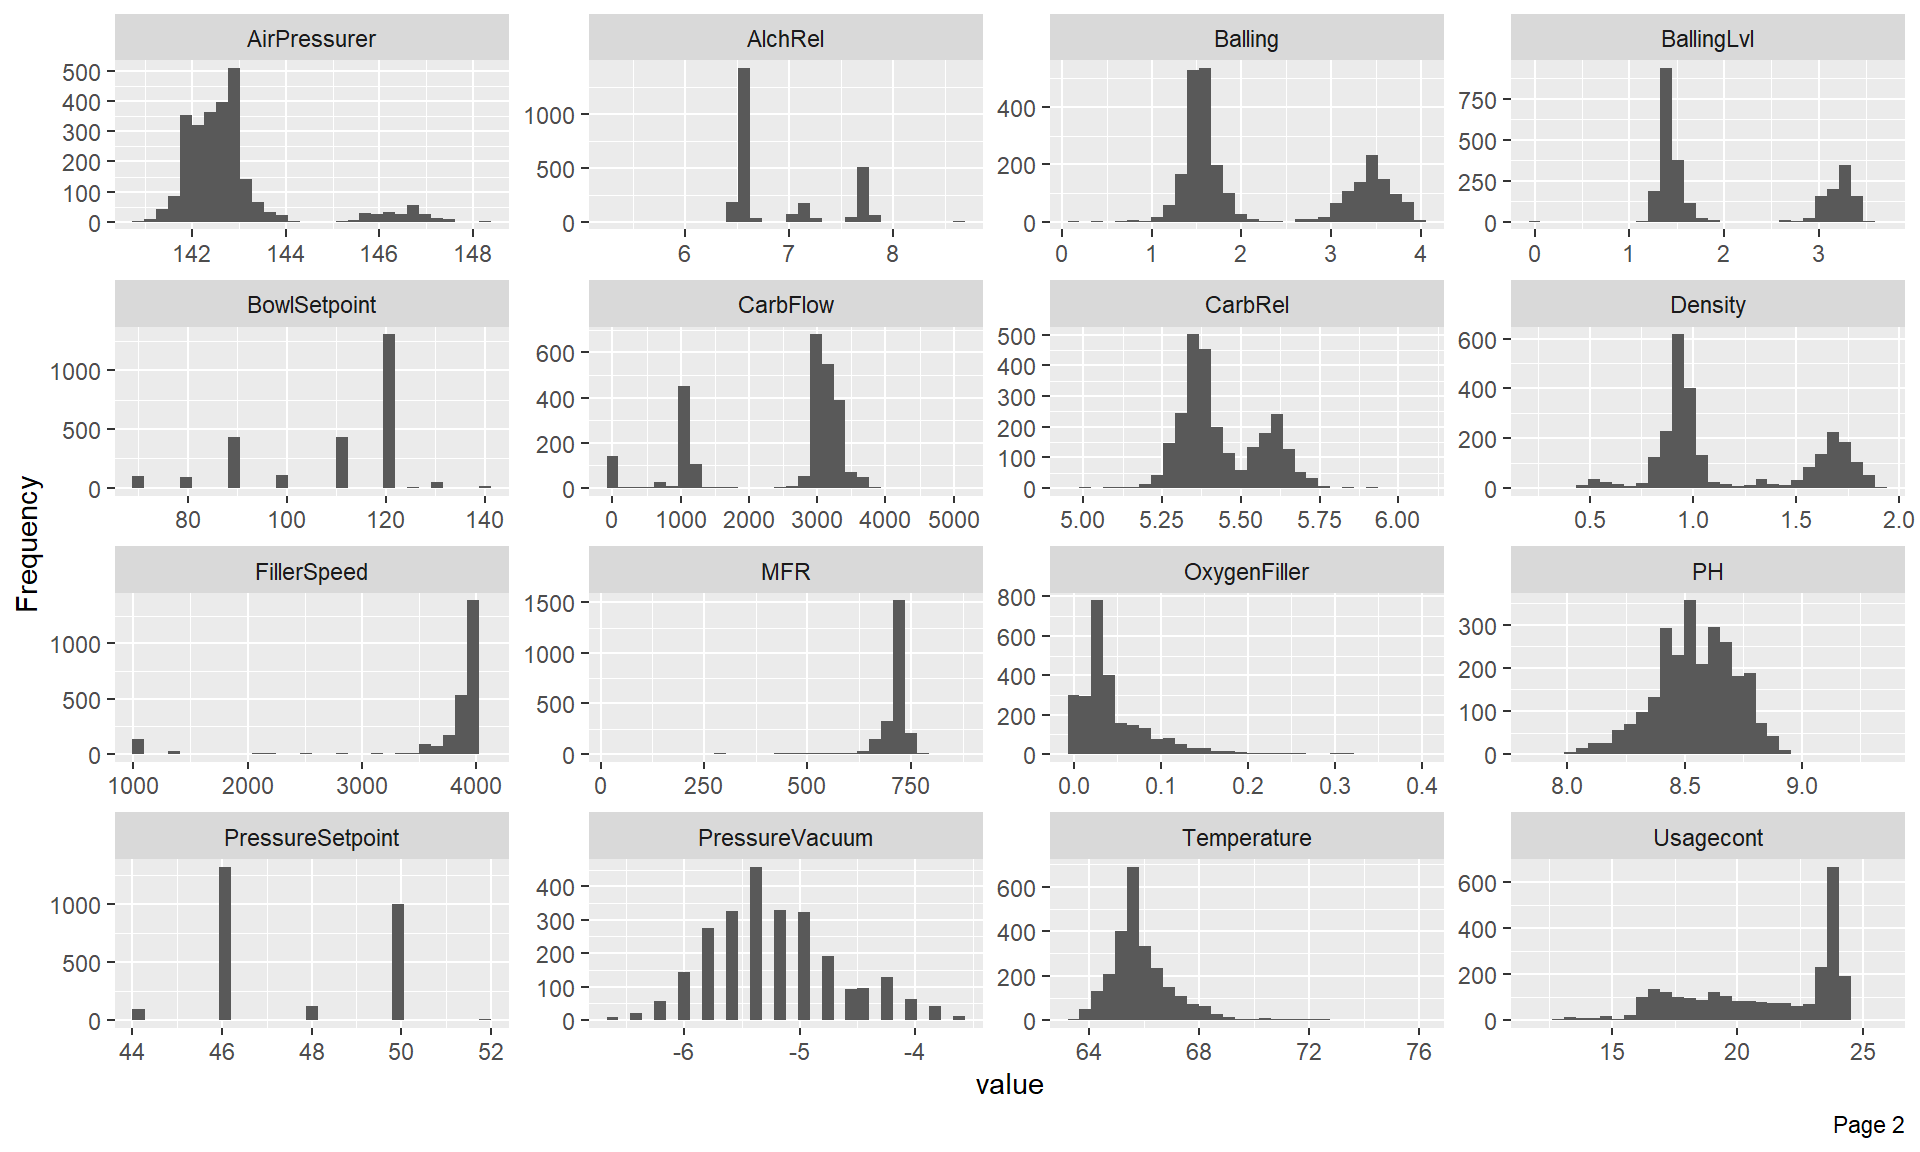 AirPressurer
AlchRel
Balling
BallingLvl
500
400
300
200
100
0
142 144 146 148
1000
500
0
6 7 8
400
200
0
0 1 2 3 4
750
500
250
0
0 1 2 3
BowlSetpoint
CarbFlow
CarbRel
Density
1000
500
0
80 100 120 140
600
400
200
0
0 1000 2000 3000 4000 5000
500
400
300
200
100
0
5.00 5.25 5.50 5.75 6.00
600
400
200
0
0.5 1.0 1.5 2.0
FillerSpeed
MFR
OxygenFiller
PH
1000
500
0
1000 2000 3000 4000
1500
1000
500
0
0 250 500 750
800
600
400
200
0
0.0 0.1 0.2 0.3 0.4
300
200
100
0
8.0 8.5 9.0
PressureSetpoint
PressureVacuum
Temperature
Usagecont
1000
500
0
44 46 48 50 52
400
300
200
100
0
-6 -5 -4
600
400
200
0
64 68 72 76
600
400
200
0
15 20 25
Frequency
value
Page 2